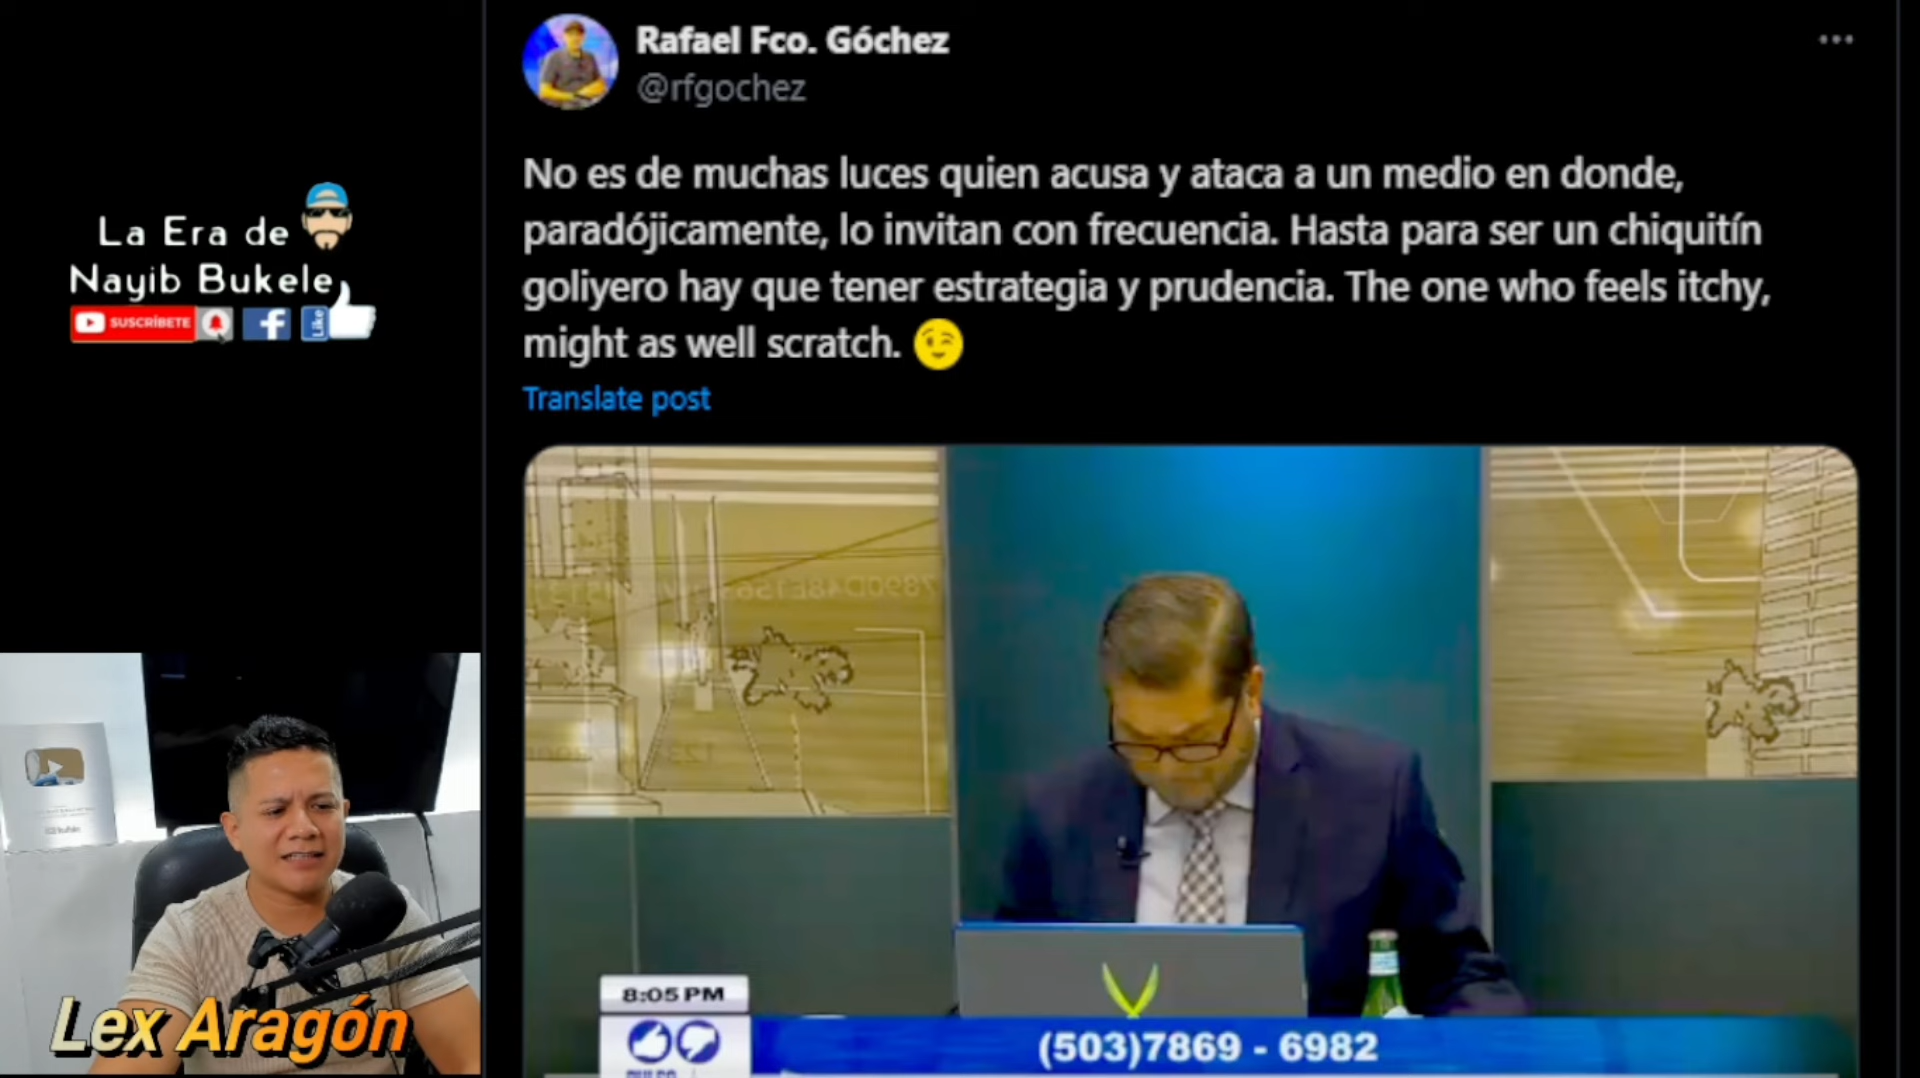 Rafael Fco. Góchez
@rfgochez
No es de muchas luces quien acusa y ataca a un medio en donde,
paradójicamente, lo invitan con frecuencia. Hasta para ser un chiquitín
goliyero hay que tener estrategia y prudencia. The one who feels itchy,
might as well scratch. 😉
Translate post
La Era de
Nayib Bukele
SUSCRÍBETE
Like
Lex Aragón
8:05 PM
(503)7869 - 6982